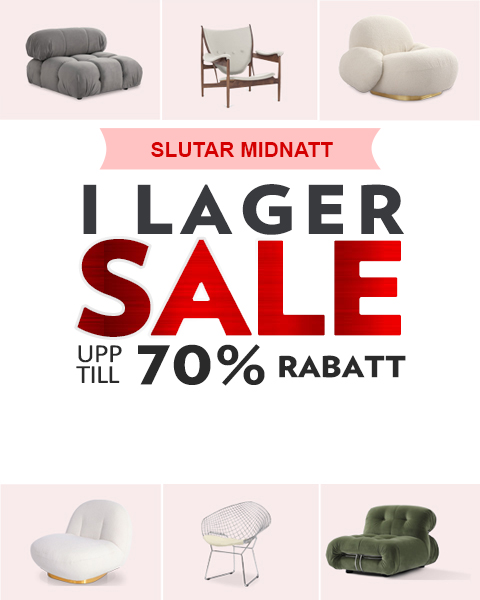 SLUTAR MIDNATT
I LAGER
SALE
UPP
TILL
70% RABATT